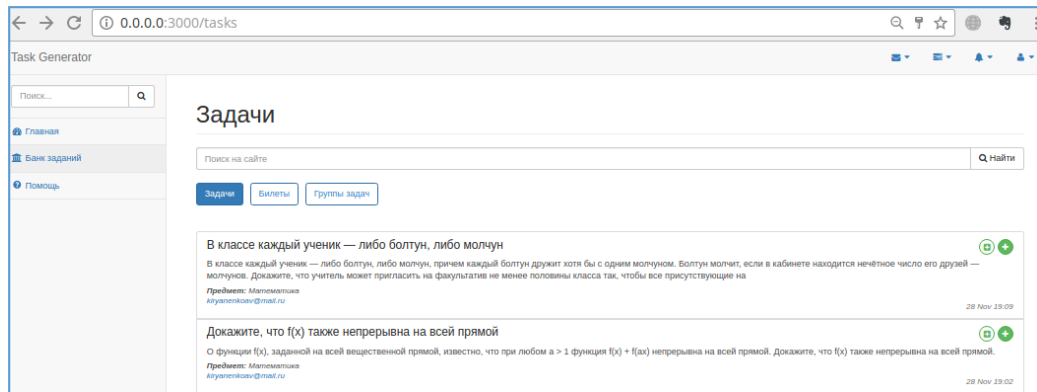 0.0.0.0:3000/tasks
Task Generator
Поиск...
Главная
Банк заданий
Помощь
Задачи
Поиск на сайте
Найти
Задачи Билеты Группы задач
В классе каждый ученик — либо болтун, либо молчун
В классе каждый ученик — либо болтун, либо молчун, причем каждый болтун дружит хотя бы с одним молчуном. Болтун молчит, если в кабинете находится нечётное число его друзей —
молчунов. Докажите, что учитель может пригласить на факультатив не менее половины класса так, чтобы все присутствующие на
Предмет: Математика
kiryanenkoav@mail.ru
28 Nov 19:09
Докажите, что f(x) также непрерывна на всей прямой
О функции f(x), заданной на всей вещественной прямой, известно, что при любом a > 1 функция f(x) + f(ax) непрерывна на всей прямой. Докажите, что f(x) также непрерывна на всей прямой.
Предмет: Математика
kiryanenkoav@mail.ru
28 Nov 19:02